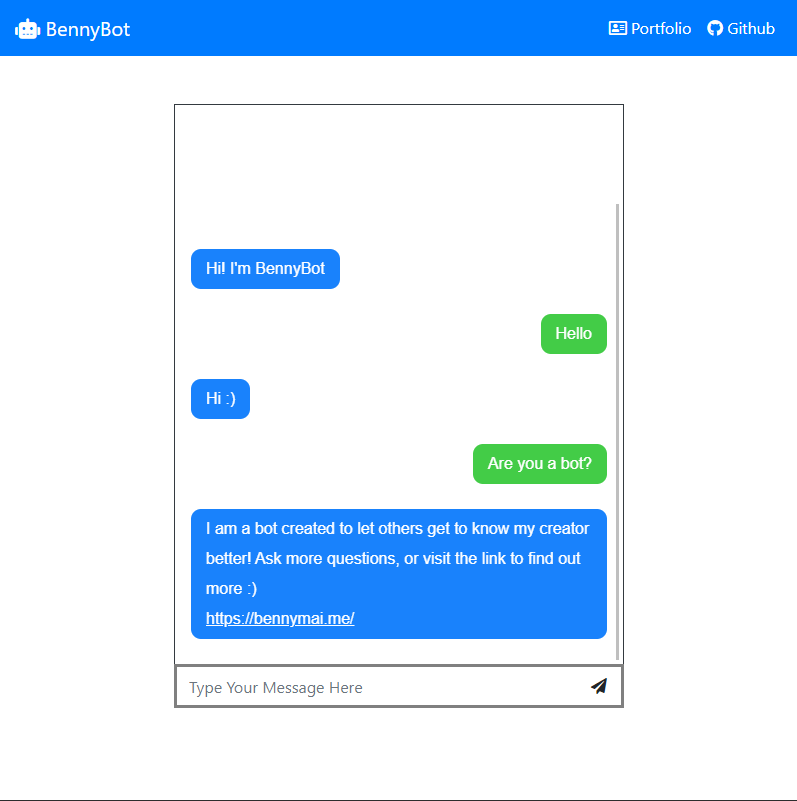 BennyBot
Portfolio
Github
Hi! I'm BennyBot
Hello
Hi :)
Are you a bot?
I am a bot created to let others get to know my creator
better! Ask more questions, or visit the link to find out
more :)
https://bennymai.me/
Type Your Message Here